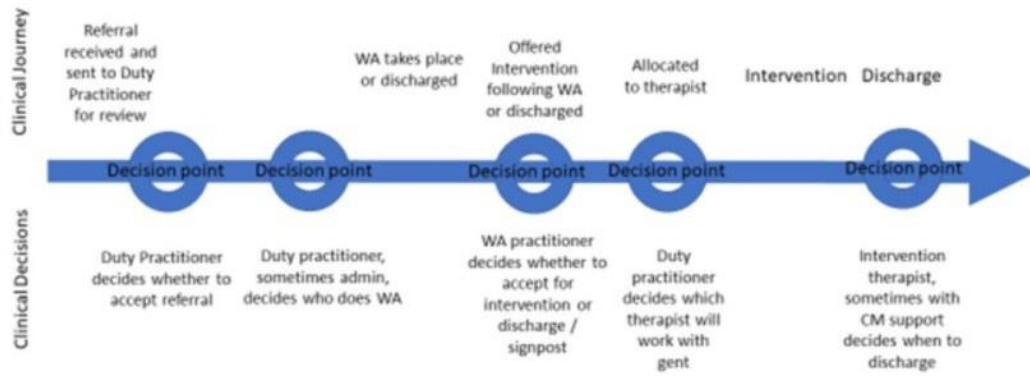 Clinical Journey
Referral
received and
sent to Duty
Practitioner
for review
WA takes place
or discharged
Offered
Intervention
following WA
or discharged
Allocated
to therapist
Intervention
Discharge
Decision point
Decision point
Decision point
Decision point
Decision point
Clinical Decisions
Duty Practitioner
decides whether to
accept referral
Duty practitioner,
sometimes admin,
decides who does WA
WA practitioner
decides whether to
accept for
intervention or
discharge /
signpost
Duty
practitioner
decides which
therapist will
work with
gent
Intervention
therapist,
sometimes with
CM support
decides when to
discharge